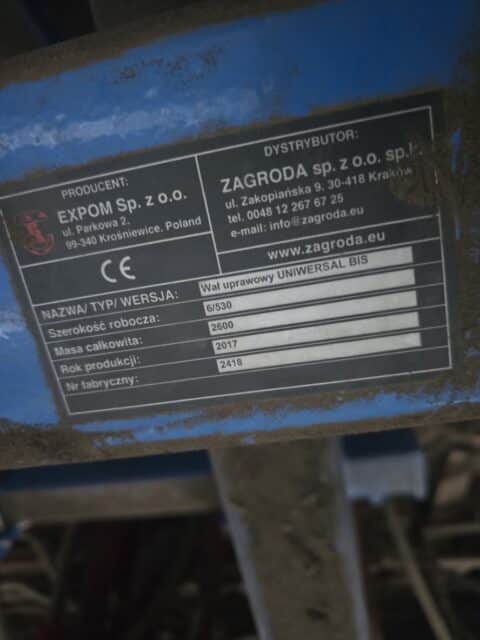 PRODUCENT:
EXPOM Sp. z o.o.
ul. Parkowa 2,
99-340 Krośniewice, Poland
DYSTRYBUTOR:
ZAGRODA sp. z o.o. sp.k
ul. Zakopiańska 9, 30-418 Kraków
tel. 0048 12 267 67 25
e-mail: info@zagroda.eu
CE
www.zagroda.eu
NAZWA/ TYP/ WERSJA: Wał uprawowy UNIWERSAL BIS
Szerokość robocza: 6/530
Masa całkowita: 2600
Rok produkcji: 2017
Nr fabryczny: 2418